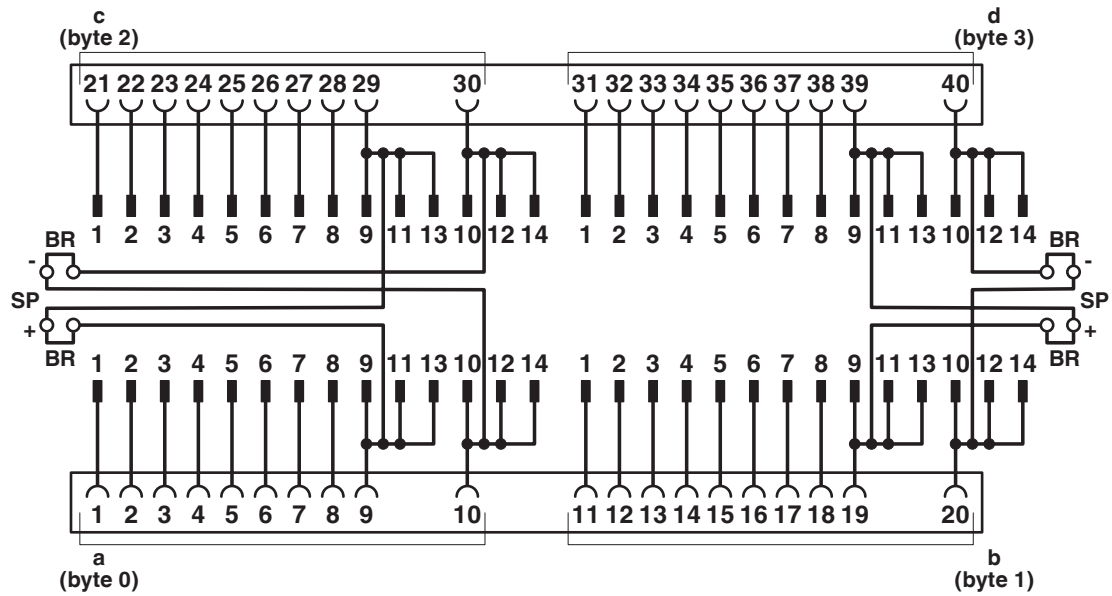 c d
(byte 2) (byte 3)
21 22 23 24 25 26 27 28 29 30 31 32 33 34 35 36 37 38 39 40
1 2 3 4 5 6 7 8 9 11 13 10 12 14 1 2 3 4 5 6 7 8 9 11 13 10 12 14
BR BR
- -
SP SP
+ +
BR BR
1 2 3 4 5 6 7 8 9 11 13 10 12 14 1 2 3 4 5 6 7 8 9 11 13 10 12 14
1 2 3 4 5 6 7 8 9 10 11 12 13 14 15 16 17 18 19 20
a b
(byte 0) (byte 1)